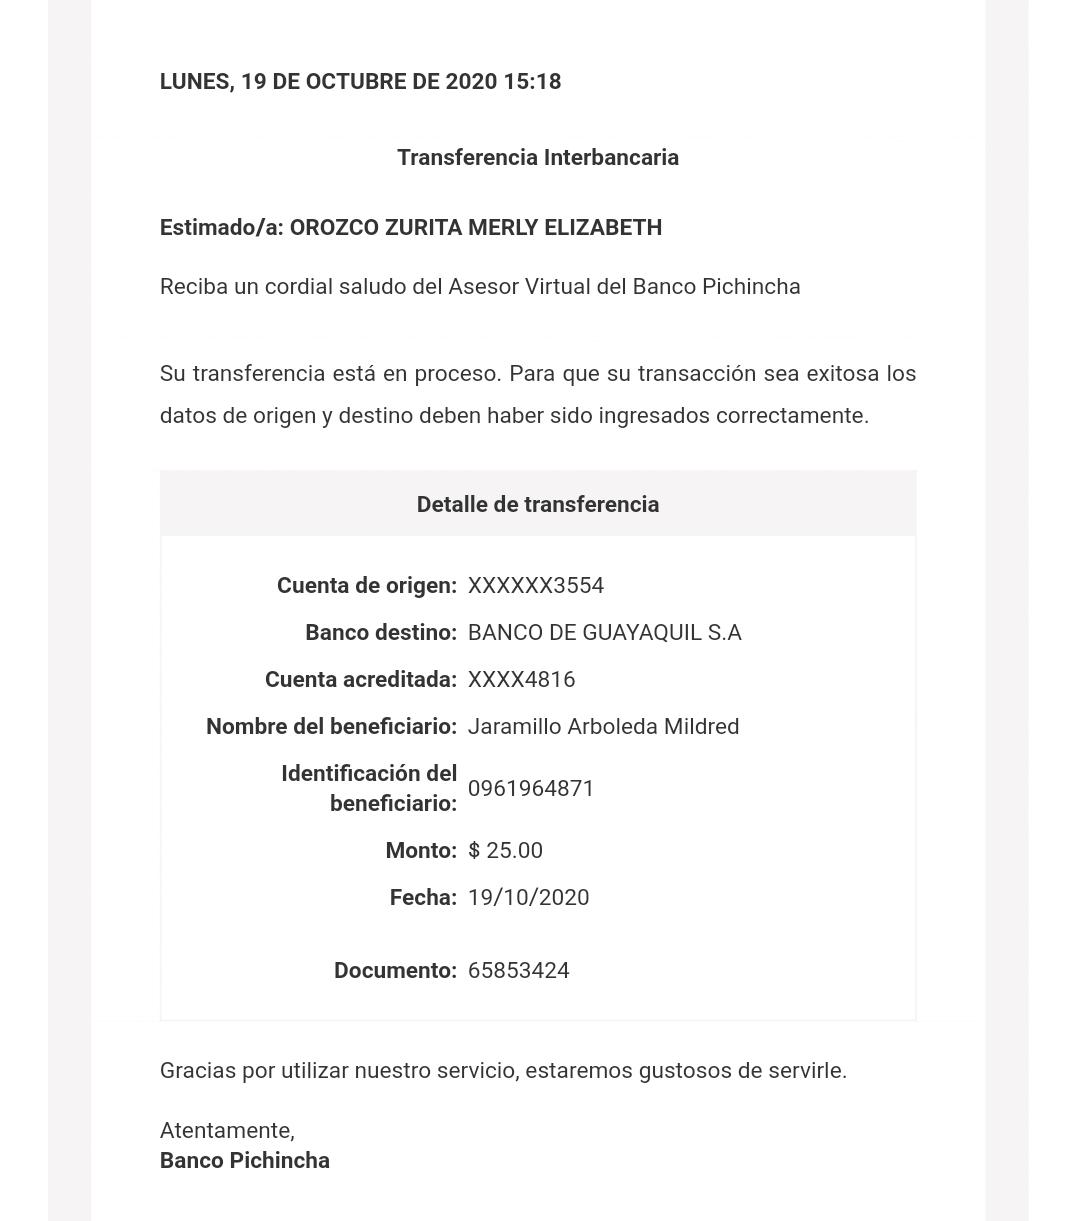 LUNES, 19 DE OCTUBRE DE 2020 15:18
Transferencia Interbancaria
Estimado/a: OROZCO ZURITA MERLY ELIZABETH
Reciba un cordial saludo del Asesor Virtual del Banco Pichincha
Su transferencia está en proceso. Para que su transacción sea exitosa los
datos de origen y destino deben haber sido ingresados correctamente.
Detalle de transferencia
Cuenta de origen: XXXXXX3554
Banco destino: BANCO DE GUAYAQUIL S.A
Cuenta acreditada: XXXX4816
Nombre del beneficiario: Jaramillo Arboleda Mildred
Identificación del
beneficiario: 0961964871
Monto: $ 25.00
Fecha: 19/10/2020
Documento: 65853424
Gracias por utilizar nuestro servicio, estaremos gustosos de servirle.
Atentamente,
Banco Pichincha